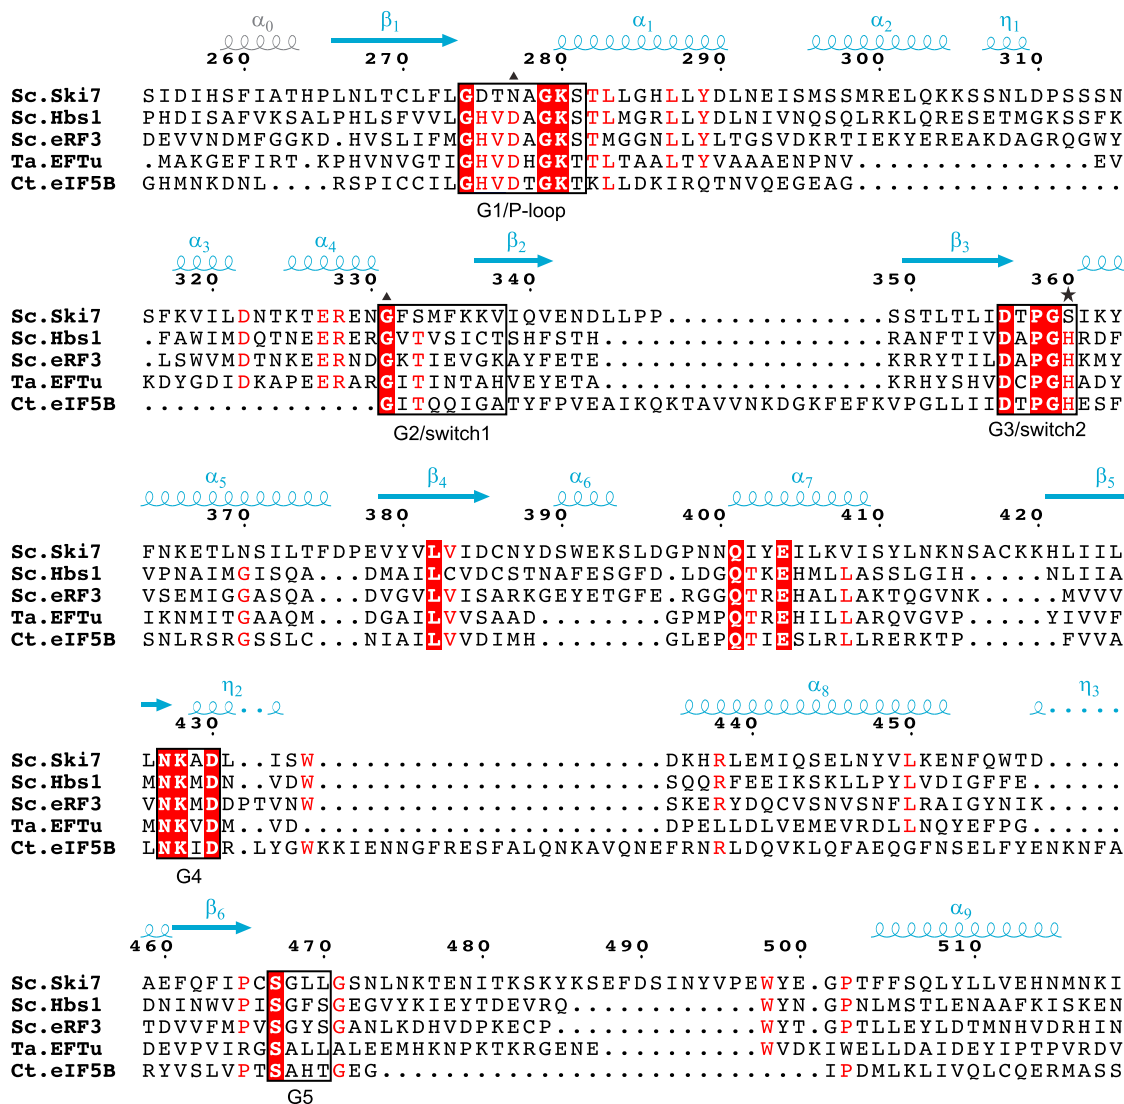 α0 β1 α1 α2 η1
260 270 280 290 300 310
Sc.Ski7 SIDIHSFIATHPLNLTCLFLGDTNAGKSTLLGHLLYDLNEISMSSMRELQKKSSNLDPSSSN
Sc.Hbs1 PHDISAFVKSALPHLSFVVLGHVDAGKSTLMGRLLYDLNIVNQSQLRKLQRESETMGKSSFK
Sc.eRF3 DEVVNDMFGGKD.HVSLIFMGHVDAGKSTMGGNLLYLTGSVDKRTIEKYEREAKDAGRQGWY
Ta.EFTu .MAKGEFIRT.KPHVNVGTIGHVDHGKTTLTAALTYVAAAENPNV...............EV
Ct.eIF5B GHMNKDNL....RSPICCILGHVDTGKTKLLDKIRQTNVQEGEAG.................
G1/P-loop
α3 α4 β2 β3
320 330 340 350 360
Sc.Ski7 SFKVILDNTKTERENGFSMFKKVIQVENDLLPP..............SSTLTLIDTPGSIKY
Sc.Hbs1 .FAWIMDQTNEERERGVTVSICTSHFSTH..................RANFTIVDAPGHRDF
Sc.eRF3 .LSWVMDTNKEERNDGKTIEVGKAYFETE..................KRRYTILDAPGHKMY
Ta.EFTu KDYGDIDKAPEERARGITINTAHVEYETA..................KRHYSHVDCPGHADY
Ct.eIF5B ...............GITQQIGATYFPVEAIKQKTAVVNKDGKFEFKVPGLLIIDTPGHESF
G2/switch1 G3/switch2
α5 β4 α6 α7 β5
370 380 390 400 410 420
Sc.Ski7 FNKETLNSILTFDPEVYVLVIDCNYDSWEKSLDGPNNQIYEILKVISYLNKNSACKKHLIIL
Sc.Hbs1 VPNAIMGISQA...DMAILCVDCSTNAFESGFD.LDGQTKEHMLLASSLGIH.....NLIIA
Sc.eRF3 VSEMIGGASQA...DVGVLVISARKGEYETGFE.RGGQTREHALLAKTQGVNK.....MVVV
Ta.EFTu IKNMITGAAQM...DGAILVVSAAD.......GPMPQTREHILLARQVGVP.....YIVVF
Ct.eIF5B SNLRSRGSSLC...NIAILVVDIMH.......GLEPQTIESLRLLRERKTP......FVVA
η2 α8 η3
430 440 450
Sc.Ski7 LNKADL..ISW......................DKHRLEMIQSELNYVLKENFQWTD.....
Sc.Hbs1 MNKMDN..VDW......................SQQRFEEIKSKLLPYLVDIGFFE......
Sc.eRF3 VNKMDDPTVNW......................SKERYDQCVSNVSNFLRAIGYNIK.....
Ta.EFTu MNKVDM..VD.......................DPELLDLVEMEVRDLLNQYEFPG......
Ct.eIF5B LNKIDR.LYGWKKIENNGFRESFALQNKAVQNEFRNRLDQVKLQFAEQGFNSELFYENKNFA
G4
β6 α9
460 470 480 490 500 510
Sc.Ski7 AEFQFIPCSGLLGSNLNKTENITKSKYKSEFDSINYVPEWYE.GPTFFSQLYLLVEHNMNKI
Sc.Hbs1 DNINWVPISGFSGEGVYKIEYTDEVRQ............WYN.GPNLMSTLENAAFKISKEN
Sc.eRF3 TDVVFMPVSGYSGANLKDHVDPKECP.............WYT.GPTLLEYLDTMNHVDRHIN
Ta.EFTu DEVPVIRGSALLALEEMHKNPKTKRGENE..........WVDKIWELLDAIDEYIPTPVRDV
Ct.eIF5B RYVSLVPTSAHTGEG............................IPDMLKLIVQLCQERMASS
G5